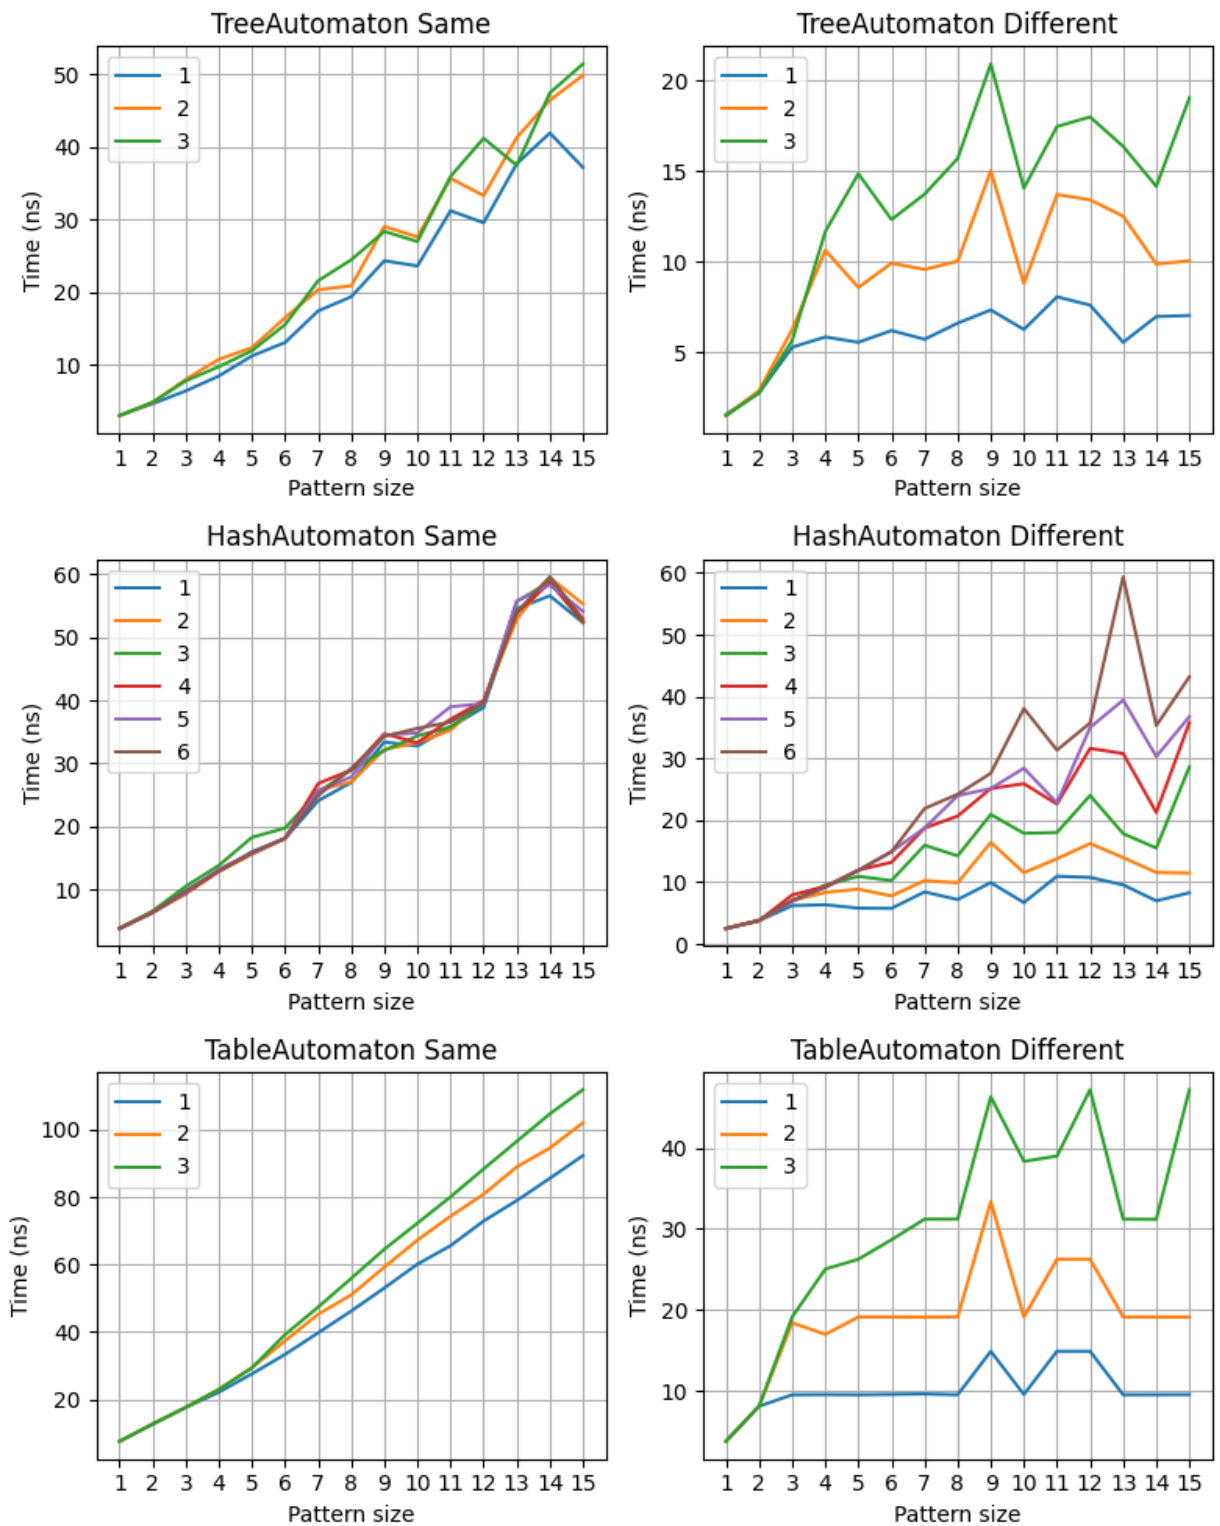 TreeAutomaton Same
1
2
3
50
40
30
20
10
Time (ns)
1 2 3 4 5 6 7 8 9 10 11 12 13 14 15
Pattern size
TreeAutomaton Different
1
2
3
20
15
10
5
Time (ns)
1 2 3 4 5 6 7 8 9 10 11 12 13 14 15
Pattern size
HashAutomaton Same
1
2
3
4
5
6
60
50
40
30
20
10
Time (ns)
1 2 3 4 5 6 7 8 9 10 11 12 13 14 15
Pattern size
HashAutomaton Different
1
2
3
4
5
6
60
50
40
30
20
10
0
Time (ns)
1 2 3 4 5 6 7 8 9 10 11 12 13 14 15
Pattern size
TableAutomaton Same
1
2
3
100
80
60
40
20
Time (ns)
1 2 3 4 5 6 7 8 9 10 11 12 13 14 15
Pattern size
TableAutomaton Different
1
2
3
40
30
20
10
Time (ns)
1 2 3 4 5 6 7 8 9 10 11 12 13 14 15
Pattern size